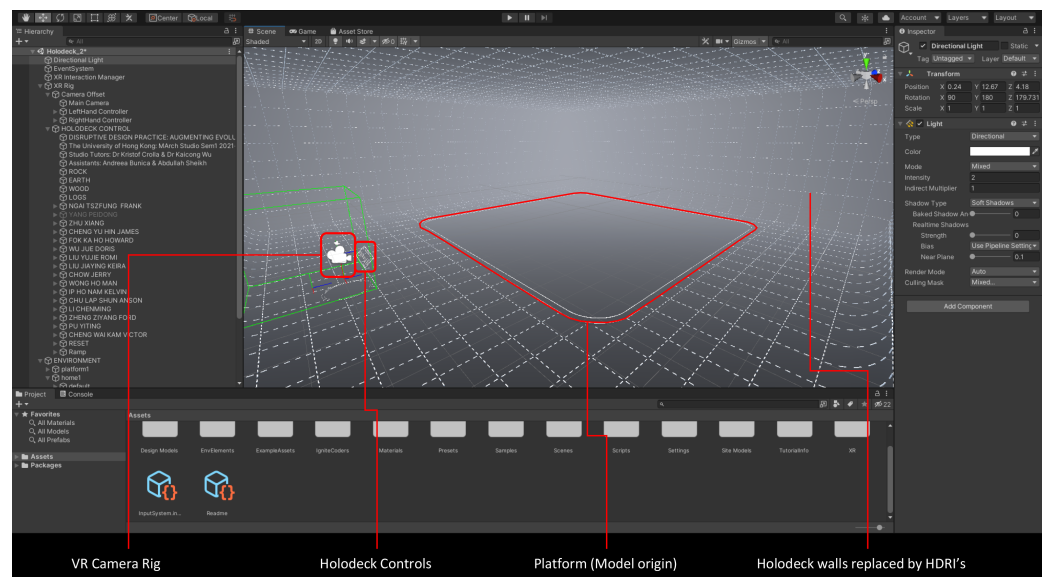 Center Local
Account Layers Layout
Hierarchy
All
Holodeck_2*
Directional Light
EventSystem
XR Interaction Manager
XR Rig
Camera Offset
Main Camera
LeftHand Controller
RightHand Controller
HOLODECK CONTROL
DISRUPTIVE DESIGN PRACTICE: AUGMENTING EVOLU
The University of Hong Kong: MArch Studio Sem1 2021
Studio Tutors: Dr Kristof Crolla & Dr Kaicong Wu
Assistants: Andreea Bunica & Abdullah Sheikh
ROCK
EARTH
WOOD
LOGS
NGAI TSZFUNG FRANK
YANG PEIDONG
ZHU XIANG
CHENG YU HIN JAMES
FOK KA HO HOWARD
WU JUE DORIS
LIU YUJIE ROMI
LIU JIAYING KEIRA
CHOW JERRY
WONG HO MAN
IP HO NAM KELVIN
CHU LAP SHUN ANSON
LI CHENMING
ZHENG ZIYANG FORD
PU YITING
CHENG WAI KAM VICTOR
RESET
Ramp
ENVIRONMENT
platform1
home1
default
Scene Game Asset Store
Shaded 2D 0 Gizmos All
y
< Persp
Inspector
Directional Light Static
Tag Untagged Layer Default
Transform
Position X 0.24 Y 12.67 Z 4.18
Rotation X 90 Y 180 Z 179.731
Scale X 1 Y 1 Z 1
Light
Type Directional
Color
Mode Mixed
Intensity 2
Indirect Multiplier 1
Shadow Type Soft Shadows
Baked Shadow An 0
Realtime Shadows
Strength 0
Bias Use Pipeline Setting
Near Plane 0.1
Render Mode Auto
Culling Mask Mixed...
Add Component
Project Console
22
Favorites
All Materials
All Models
All Prefabs
Assets
Packages
Assets
Design Models EnvElements ExampleAssets IgniteCoders Materials Presets Samples Scenes Scripts Settings Site Models TutorialInfo XR
InputSystem.in... Readme
VR Camera Rig Holodeck Controls Platform (Model origin) Holodeck walls replaced by HDRI's